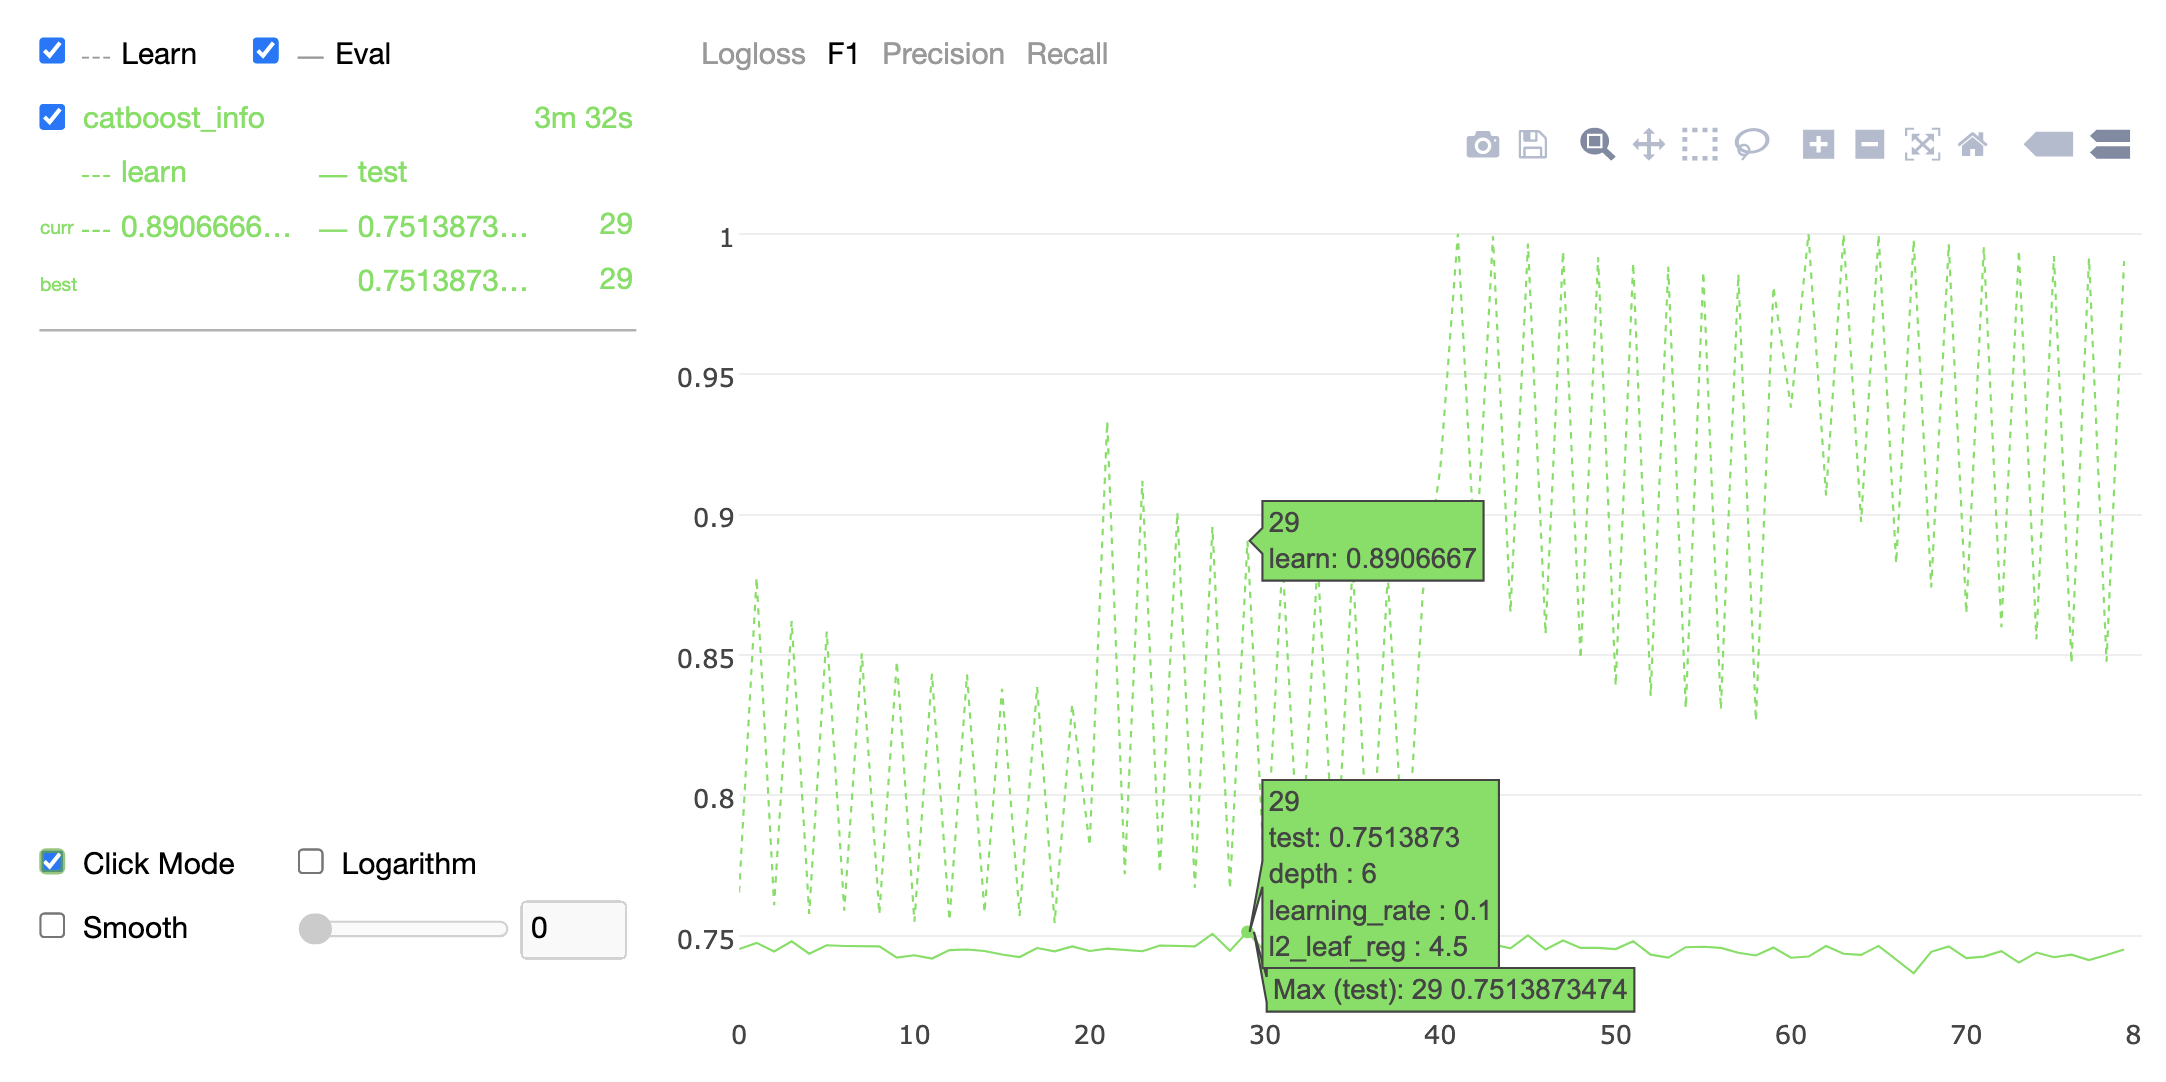 --- Learn — Eval
Logloss F1 Precision Recall
catboost_info 3m 32s
--- learn — test
curr --- 0.8906666... — 0.7513873... 29
best 0.7513873... 29
1
0.95
0.9
0.85
0.8
0.75
29
learn: 0.8906667
29
test: 0.7513873
depth : 6
learning_rate : 0.1
l2_leaf_reg : 4.5
Max (test): 29 0.7513873474
0 10 20 30 40 50 60 70 8
Click Mode Logarithm
Smooth 0